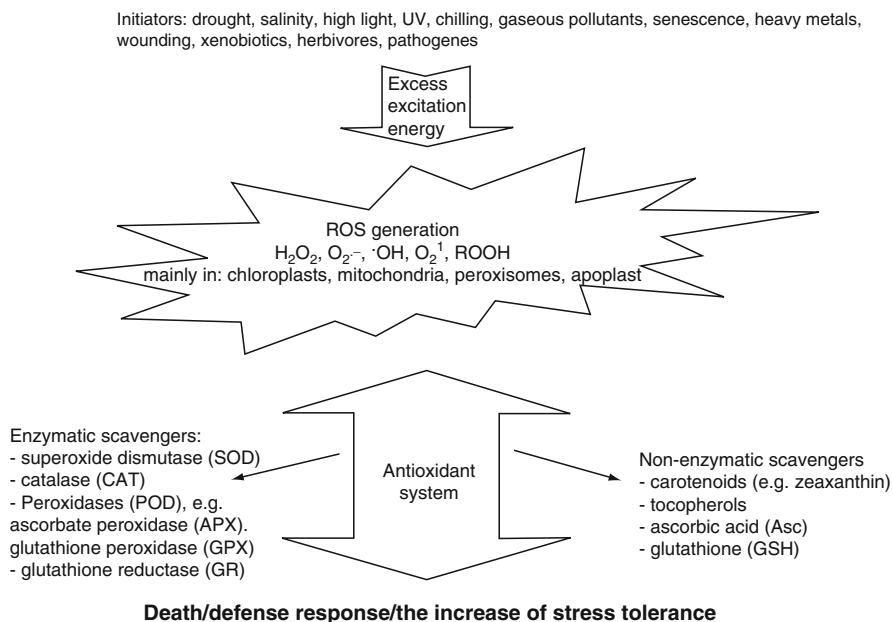 Initiators: drought, salinity, high light, UV, chilling, gaseous pollutants, senescence, heavy metals,
wounding, xenobiotics, herbivores, pathogenes
Excess
excitation
energy
ROS generation
H₂O₂, O₂·⁻, ·OH, O₂¹, ROOH
mainly in: chloroplasts, mitochondria, peroxisomes, apoplast
Enzymatic scavengers:
- superoxide dismutase (SOD)
- catalase (CAT)
- Peroxidases (POD), e.g.
ascorbate peroxidase (APX).
glutathione peroxidase (GPX)
- glutathione reductase (GR)
Antioxidant
system
Non-enzymatic scavengers
- carotenoids (e.g. zeaxanthin)
- tocopherols
- ascorbic acid (Asc)
- glutathione (GSH)
Death/defense response/the increase of stress tolerance